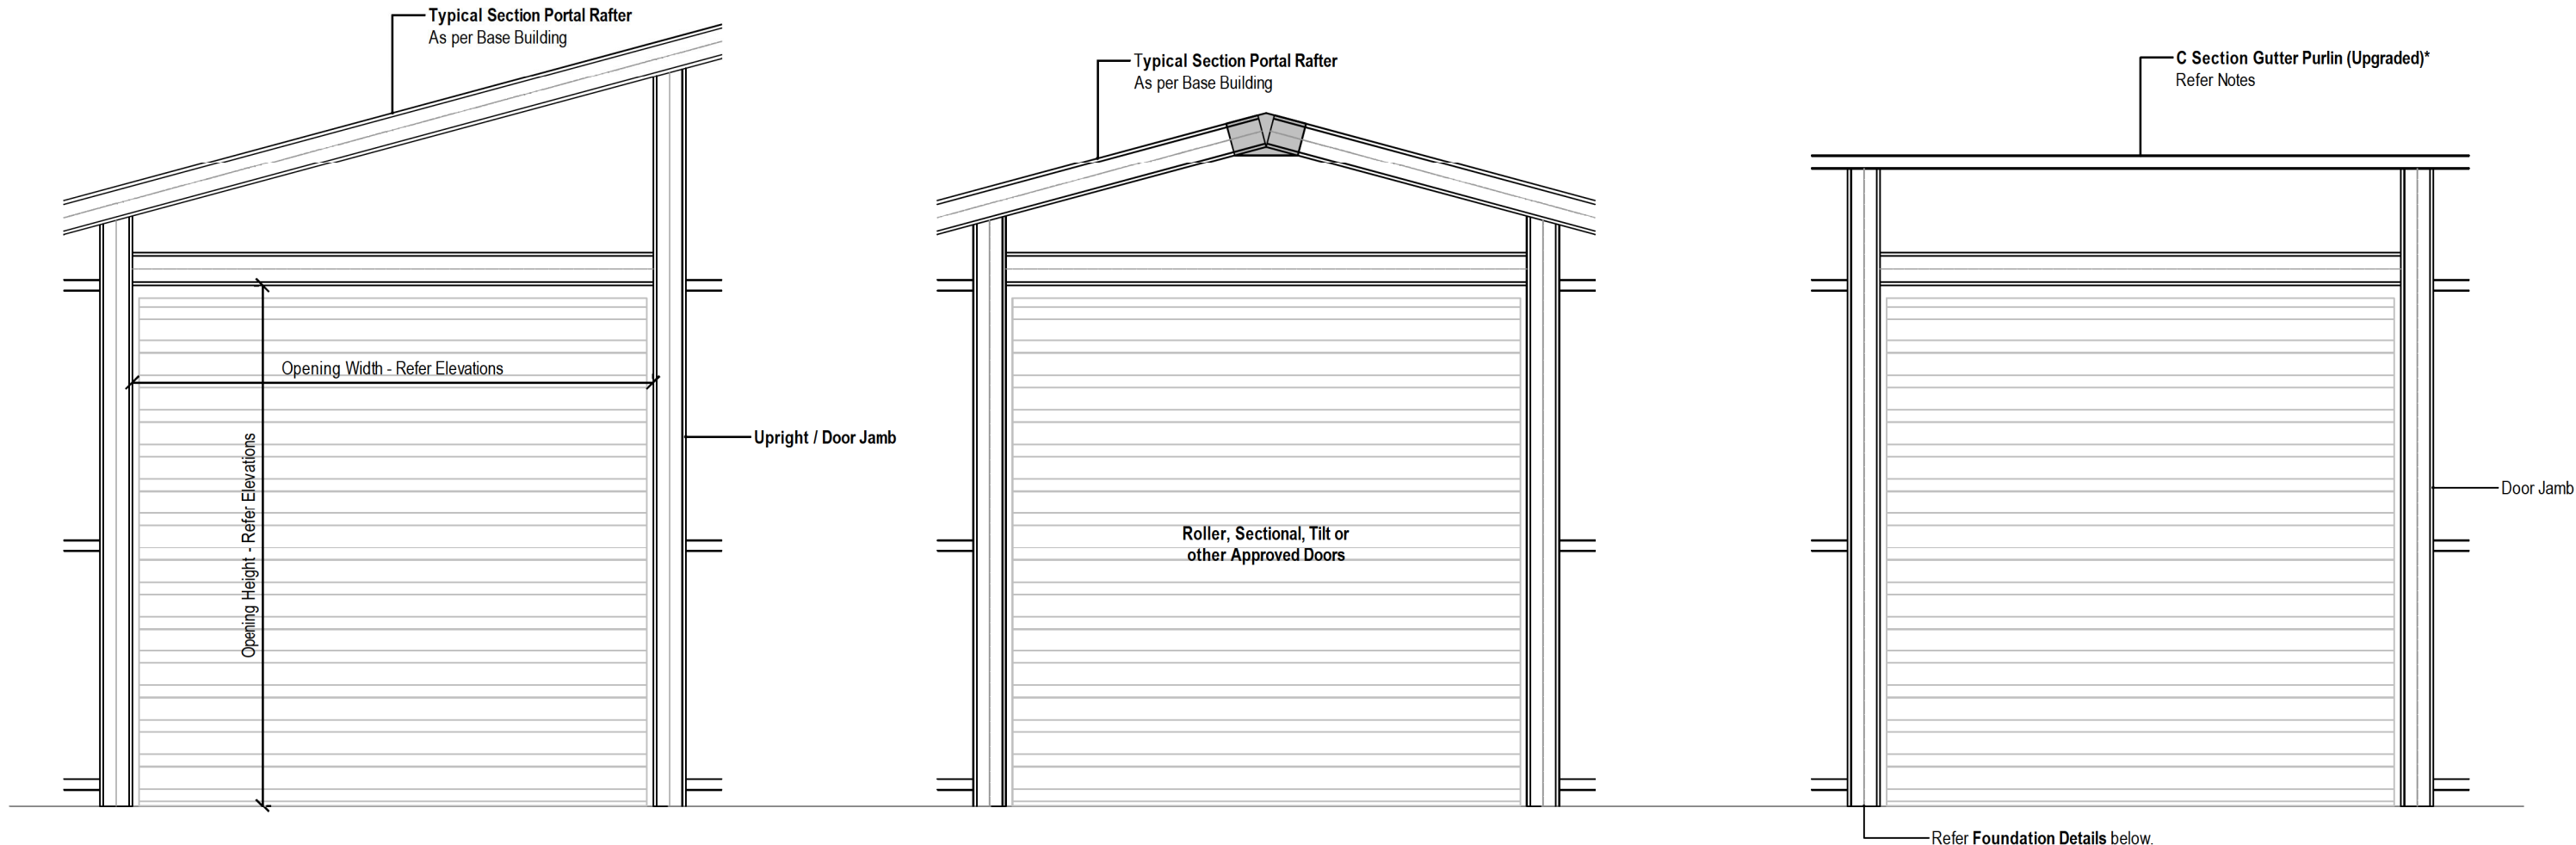 Typical Section Portal Rafter
As per Base Building
Typical Section Portal Rafter
As per Base Building
C Section Gutter Purlin (Upgraded)*
Refer Notes
Opening Width - Refer Elevations
Opening Height - Refer Elevations
Upright / Door Jamb
Roller, Sectional, Tilt or
other Approved Doors
Door Jamb
Refer Foundation Details below.